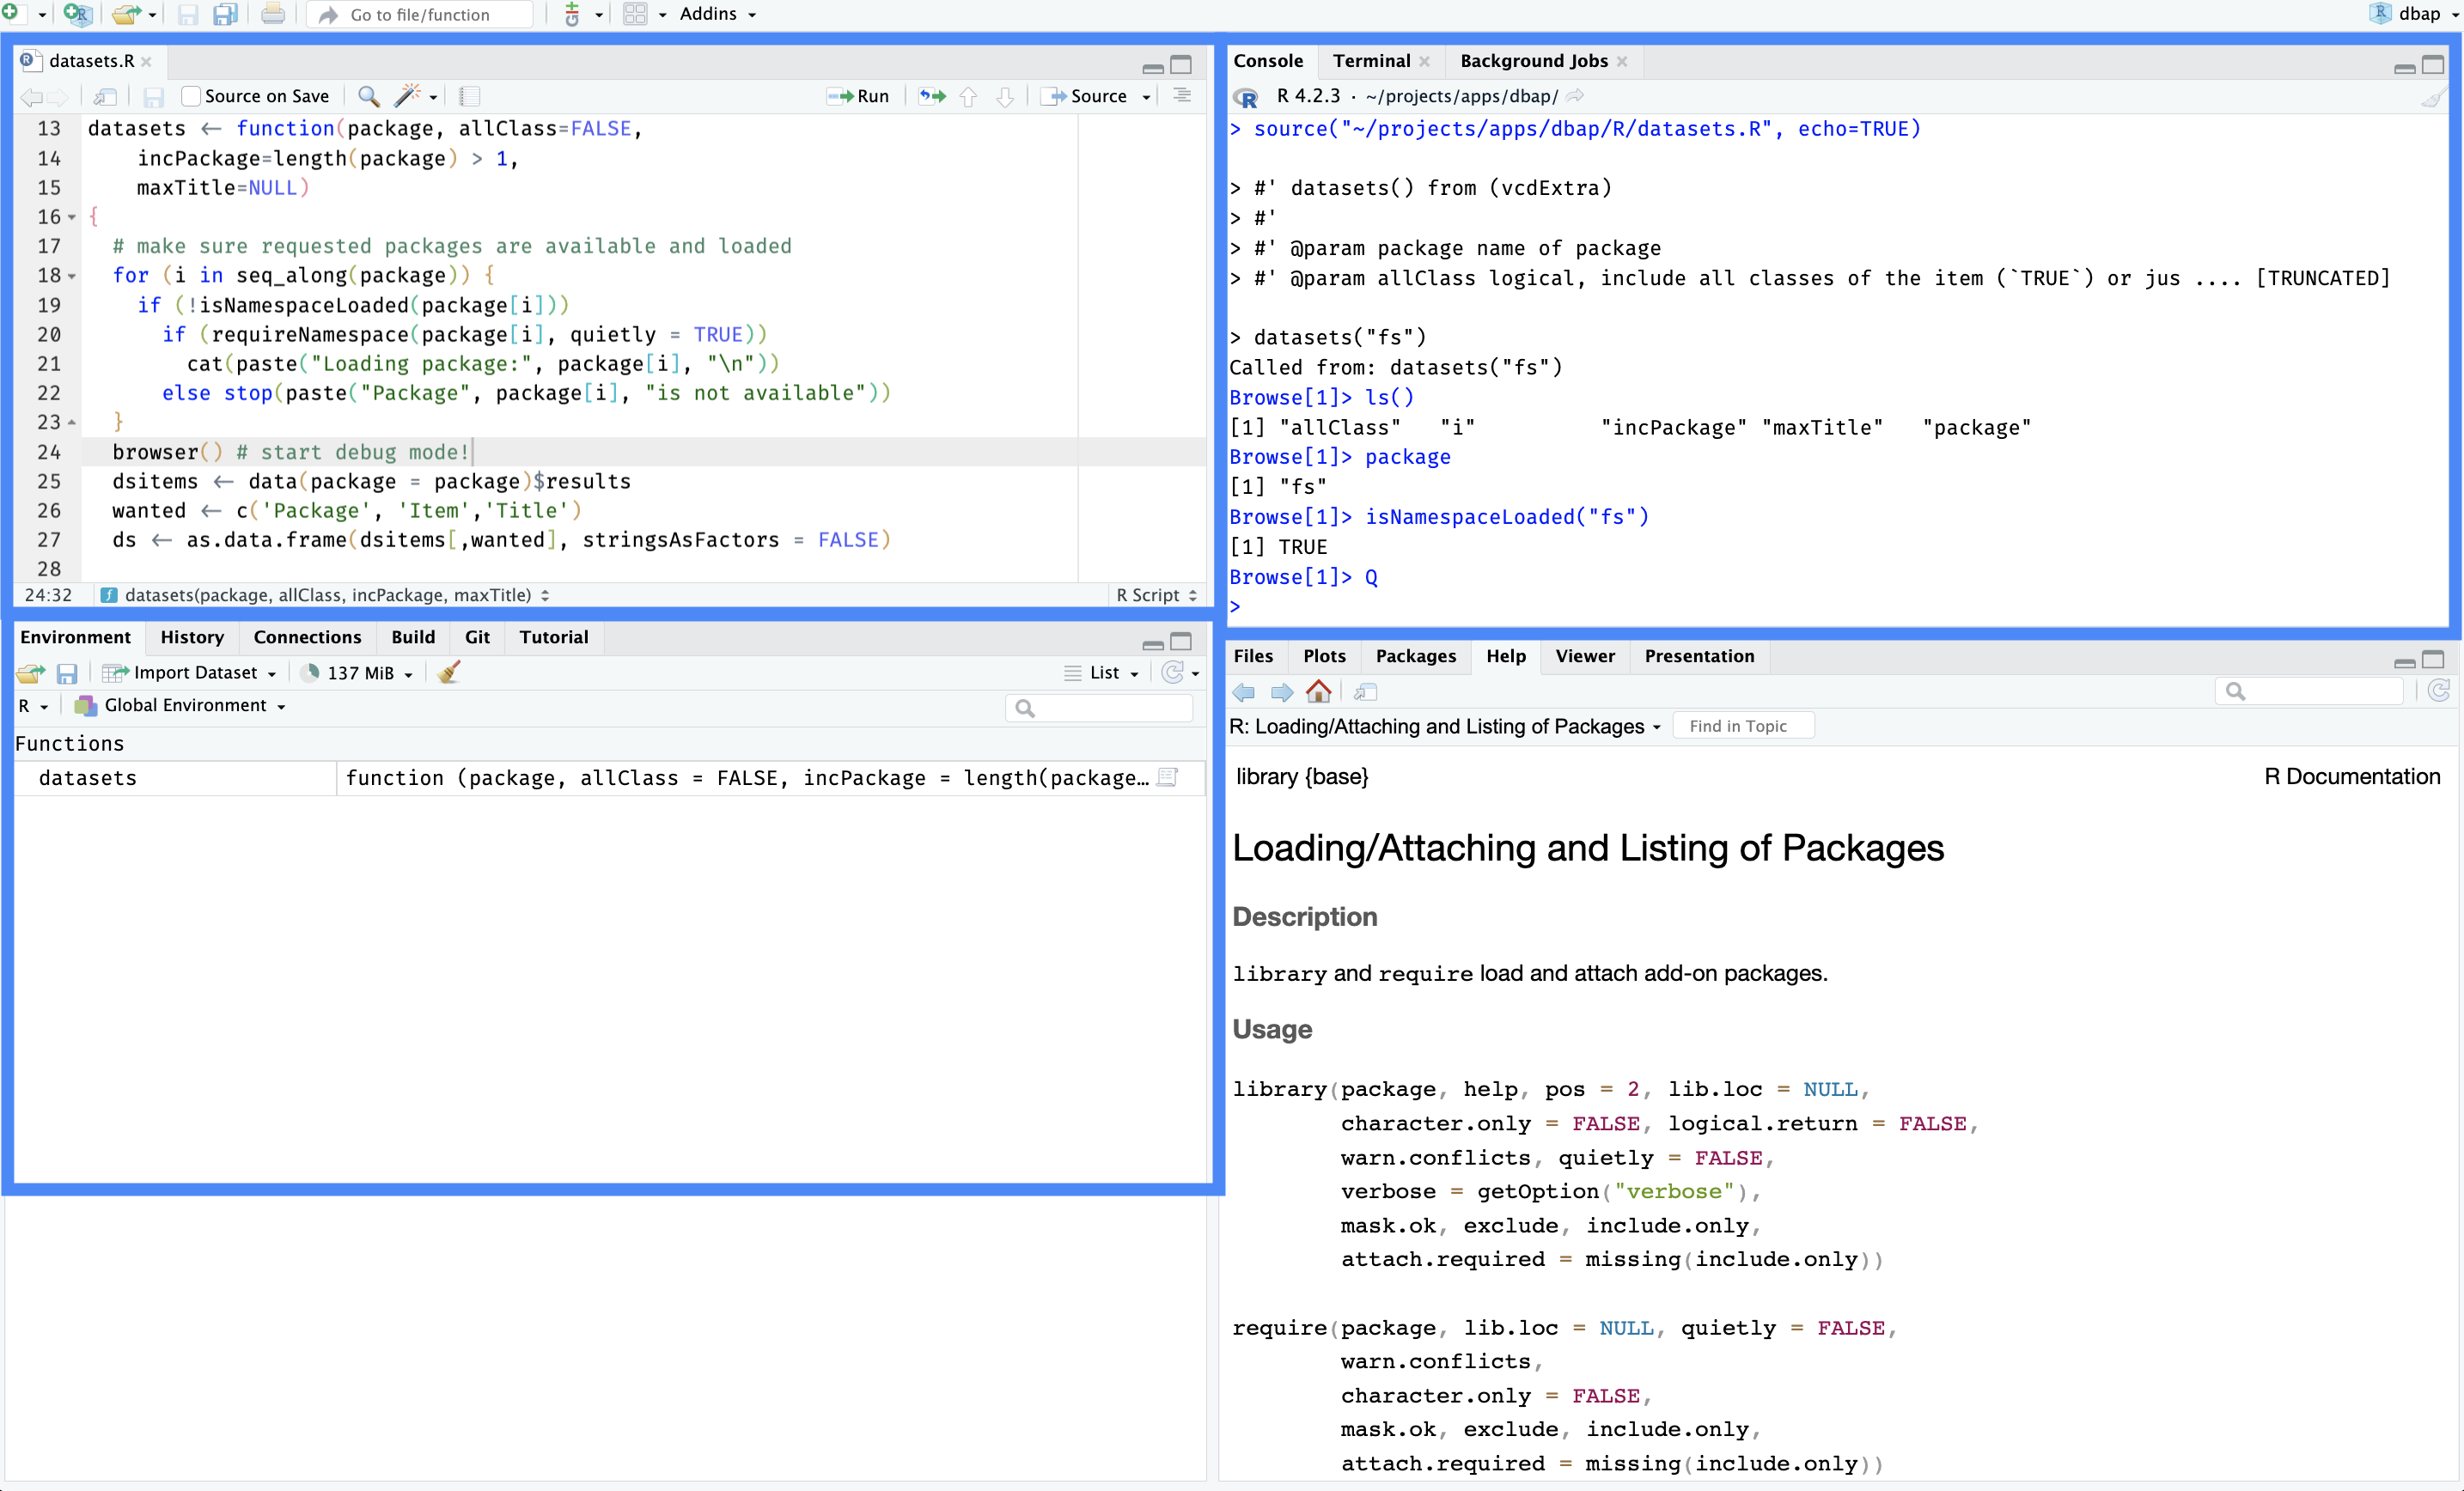 Go to file/function
Addins
dbap
datasets.R
Source on Save
Run
Source
13 datasets ← function(package, allClass=FALSE,
14     incPackage=length(package) > 1,
15     maxTitle=NULL)
16 {
17   # make sure requested packages are available and loaded
18   for (i in seq_along(package)) {
19     if (!isNamespaceLoaded(package[i]))
20       if (requireNamespace(package[i], quietly = TRUE))
21         cat(paste("Loading package:", package[i], "\n"))
22       else stop(paste("Package", package[i], "is not available"))
23   }
24   browser() # start debug mode!
25   dsitems ← data(package = package)$results
26   wanted ← c('Package', 'Item','Title')
27   ds ← as.data.frame(dsitems[,wanted], stringsAsFactors = FALSE)
28
24:32 datasets(package, allClass, incPackage, maxTitle) R Script
Console Terminal Background Jobs
R 4.2.3 · ~/projects/apps/dbap/
> source("~/projects/apps/dbap/R/datasets.R", echo=TRUE)
> #' datasets() from (vcdExtra)
> #'
> #' @param package name of package
> #' @param allClass logical, include all classes of the item (`TRUE`) or jus .... [TRUNCATED]
> datasets("fs")
Called from: datasets("fs")
Browse[1]> ls()
[1] "allClass"   "i"          "incPackage" "maxTitle"   "package"
Browse[1]> package
[1] "fs"
Browse[1]> isNamespaceLoaded("fs")
[1] TRUE
Browse[1]> Q
>
Environment History Connections Build Git Tutorial
Import Dataset 137 MiB List
R Global Environment
Functions
datasets function (package, allClass = FALSE, incPackage = length(package…
Files Plots Packages Help Viewer Presentation
R: Loading/Attaching and Listing of Packages Find in Topic
library {base} R Documentation
Loading/Attaching and Listing of Packages
Description
library and require load and attach add-on packages.
Usage
library(package, help, pos = 2, lib.loc = NULL,
        character.only = FALSE, logical.return = FALSE,
        warn.conflicts, quietly = FALSE,
        verbose = getOption("verbose"),
        mask.ok, exclude, include.only,
        attach.required = missing(include.only))
require(package, lib.loc = NULL, quietly = FALSE,
        warn.conflicts,
        character.only = FALSE,
        mask.ok, exclude, include.only,
        attach.required = missing(include.only))